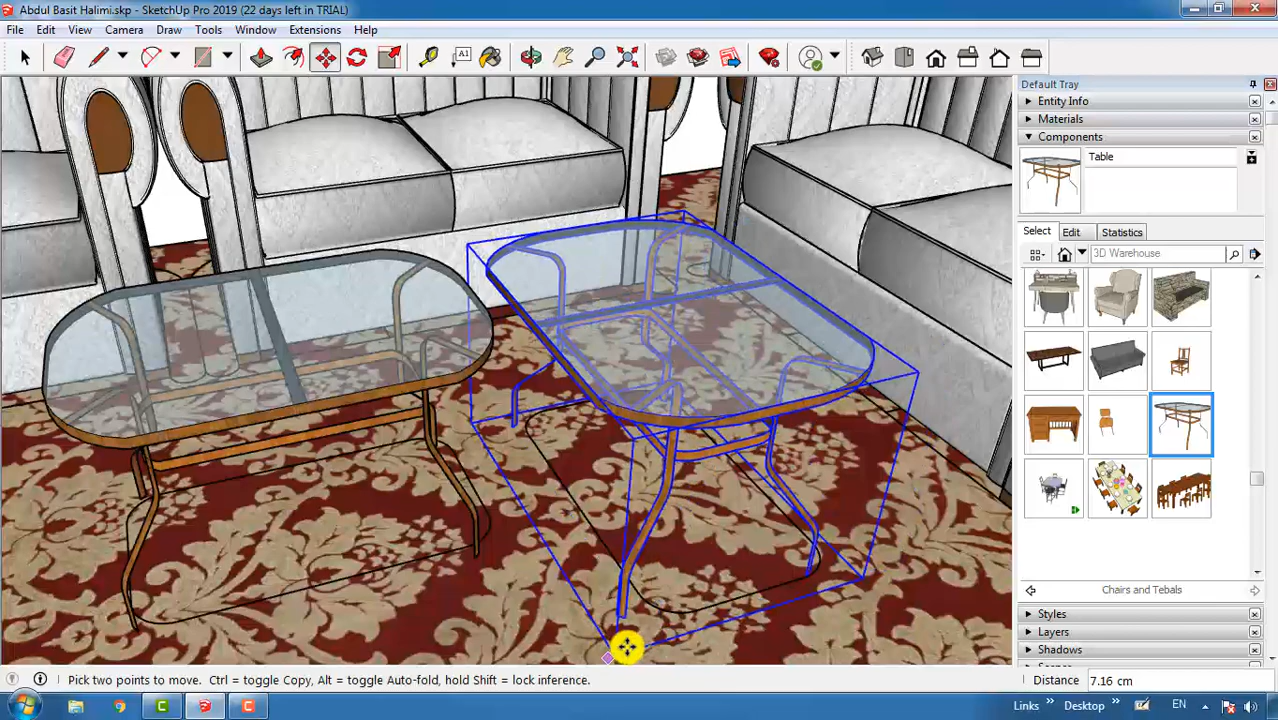 Abdul Basit Halimi.skp - SketchUp Pro 2019 (22 days left in TRIAL)
File Edit View Camera Draw Tools Window Extensions Help
A1
Default Tray
Entity Info
Materials
Components
Table
Select Edit Statistics
3D Warehouse
Chairs and Tebals
Styles
Layers
Shadows
Pick two points to move. Ctrl = toggle Copy, Alt = toggle Auto-fold, hold Shift = lock inference.
Distance 7.16 cm
Links » Desktop » EN